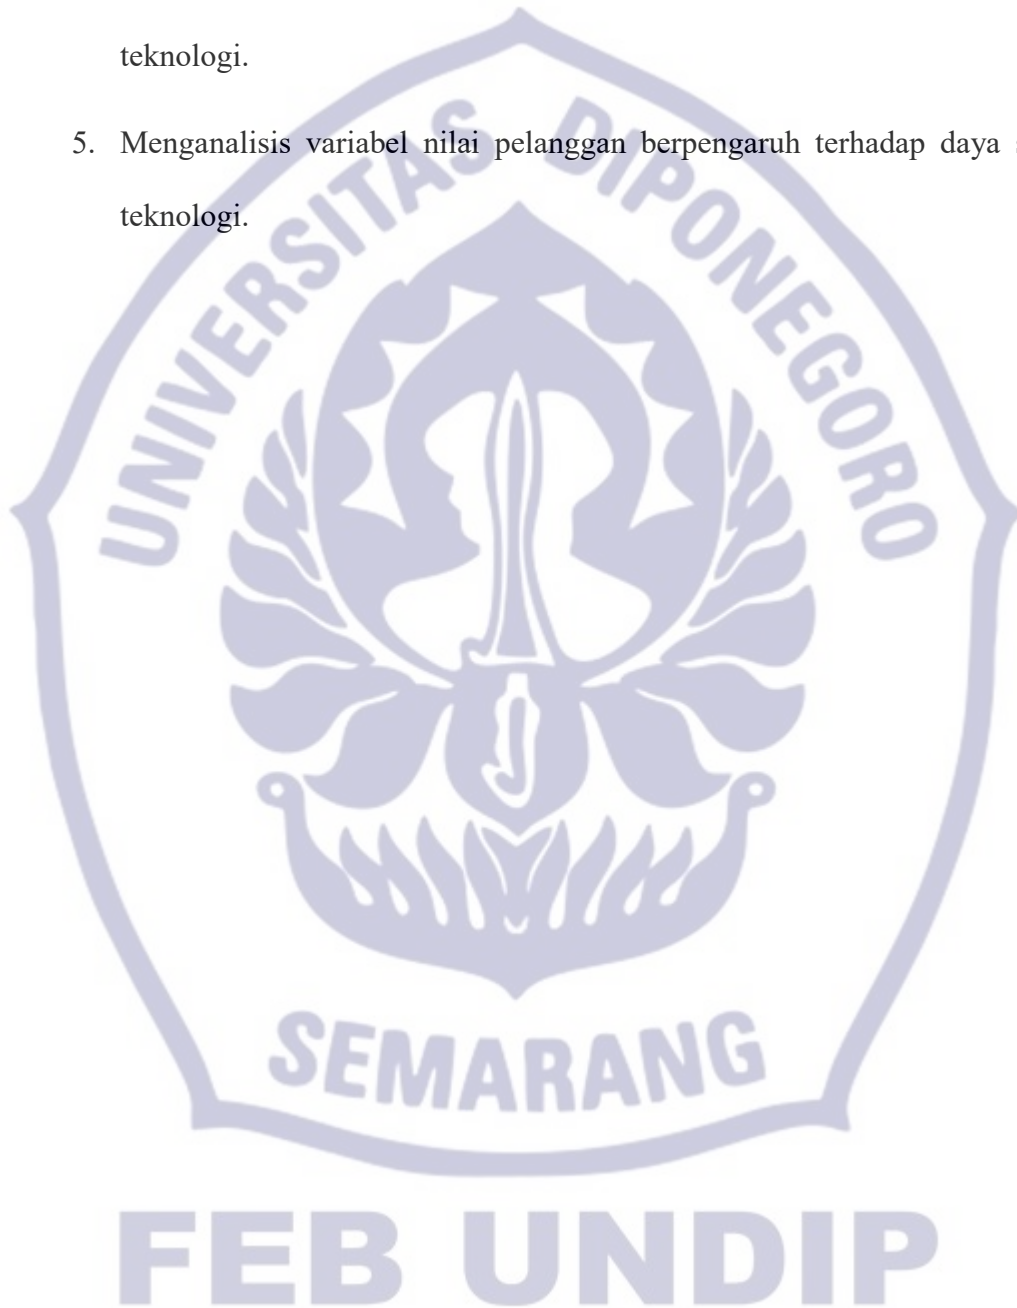 teknologi.
5. Menganalisis variabel nilai pelanggan berpengaruh terhadap daya
teknologi.
UNIVERSITAS DIPONEGORO
SEMARANG
FEB UNDIP